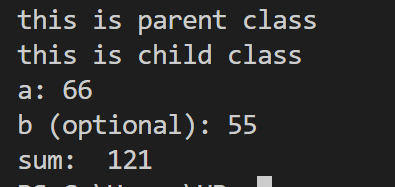 this is parent class
this is child class
a: 66
b (optional): 55
sum:  121